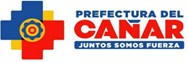 PREFECTURA DEL
CAÑAR
JUNTOS SOMOS FUERZA